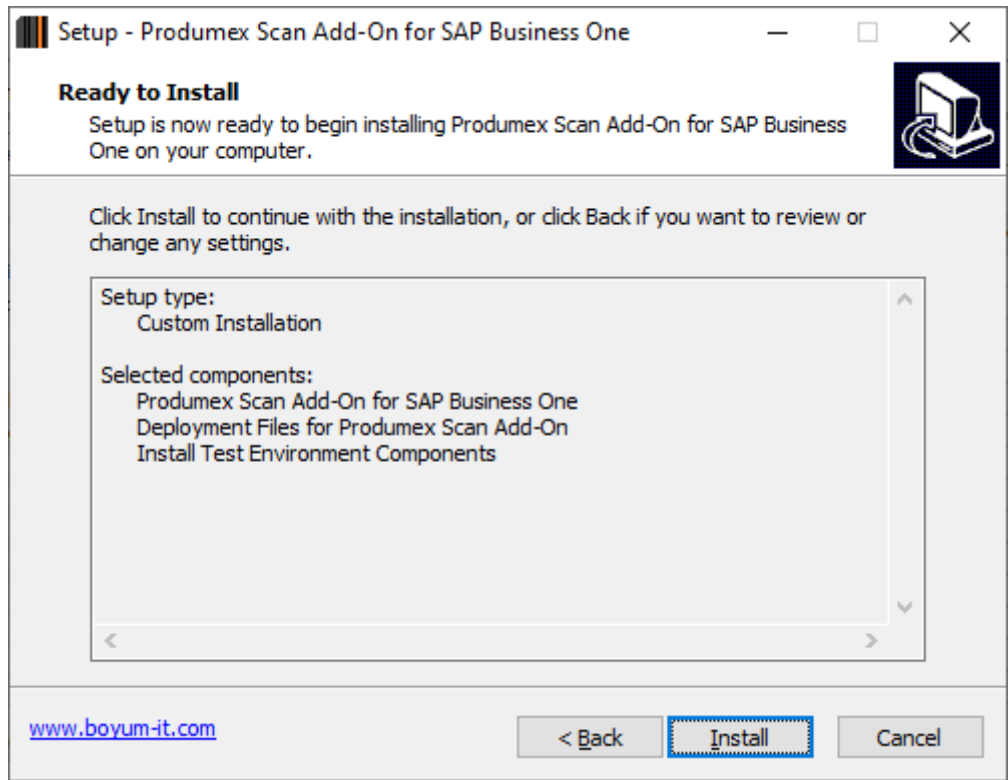 Setup - Produmex Scan Add-On for SAP Business One
Ready to Install
Setup is now ready to begin installing Produmex Scan Add-On for SAP Business
One on your computer.
Click Install to continue with the installation, or click Back if you want to review or
change any settings.
Setup type:
Custom Installation
Selected components:
Produmex Scan Add-On for SAP Business One
Deployment Files for Produmex Scan Add-On
Install Test Environment Components
www.boyum-it.com
< Back
Install
Cancel